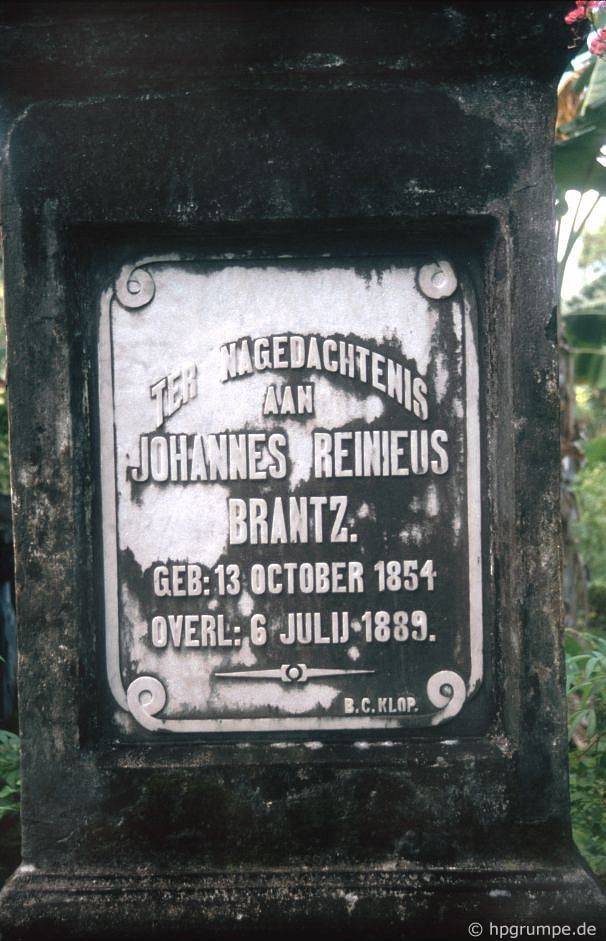 TER NAGEDACHTENIS
AAN
JOHANNES REINIEUS
BRANTZ.
GEB: 13 OCTOBER 1854
OVERL: 6 JULIJ 1889.
B.C. KLOP.
© hpgrumpe.de